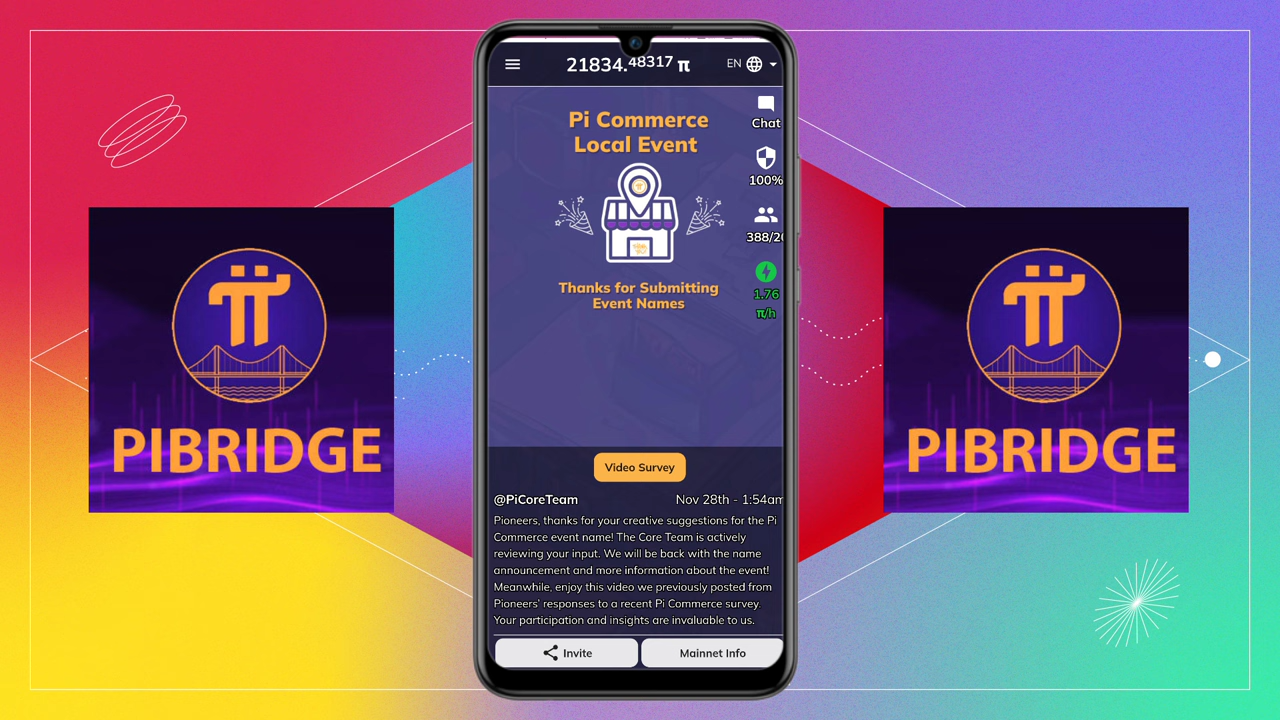 21834.48317 π
EN
Pi Commerce
Local Event
Chat
100%
388/2
1.76
π/h
Thanks for Submitting
Event Names
π
PIBRIDGE
π
PIBRIDGE
Video Survey
@PiCoreTeam
Nov 28th - 1:54am
Pioneers, thanks for your creative suggestions for the Pi
Commerce event name! The Core Team is actively
reviewing your input. We will be back with the name
announcement and more information about the event!
Meanwhile, enjoy this video we previously posted from
Pioneers' responses to a recent Pi Commerce survey.
Your participation and insights are invaluable to us.
Invite
Mainnet Info